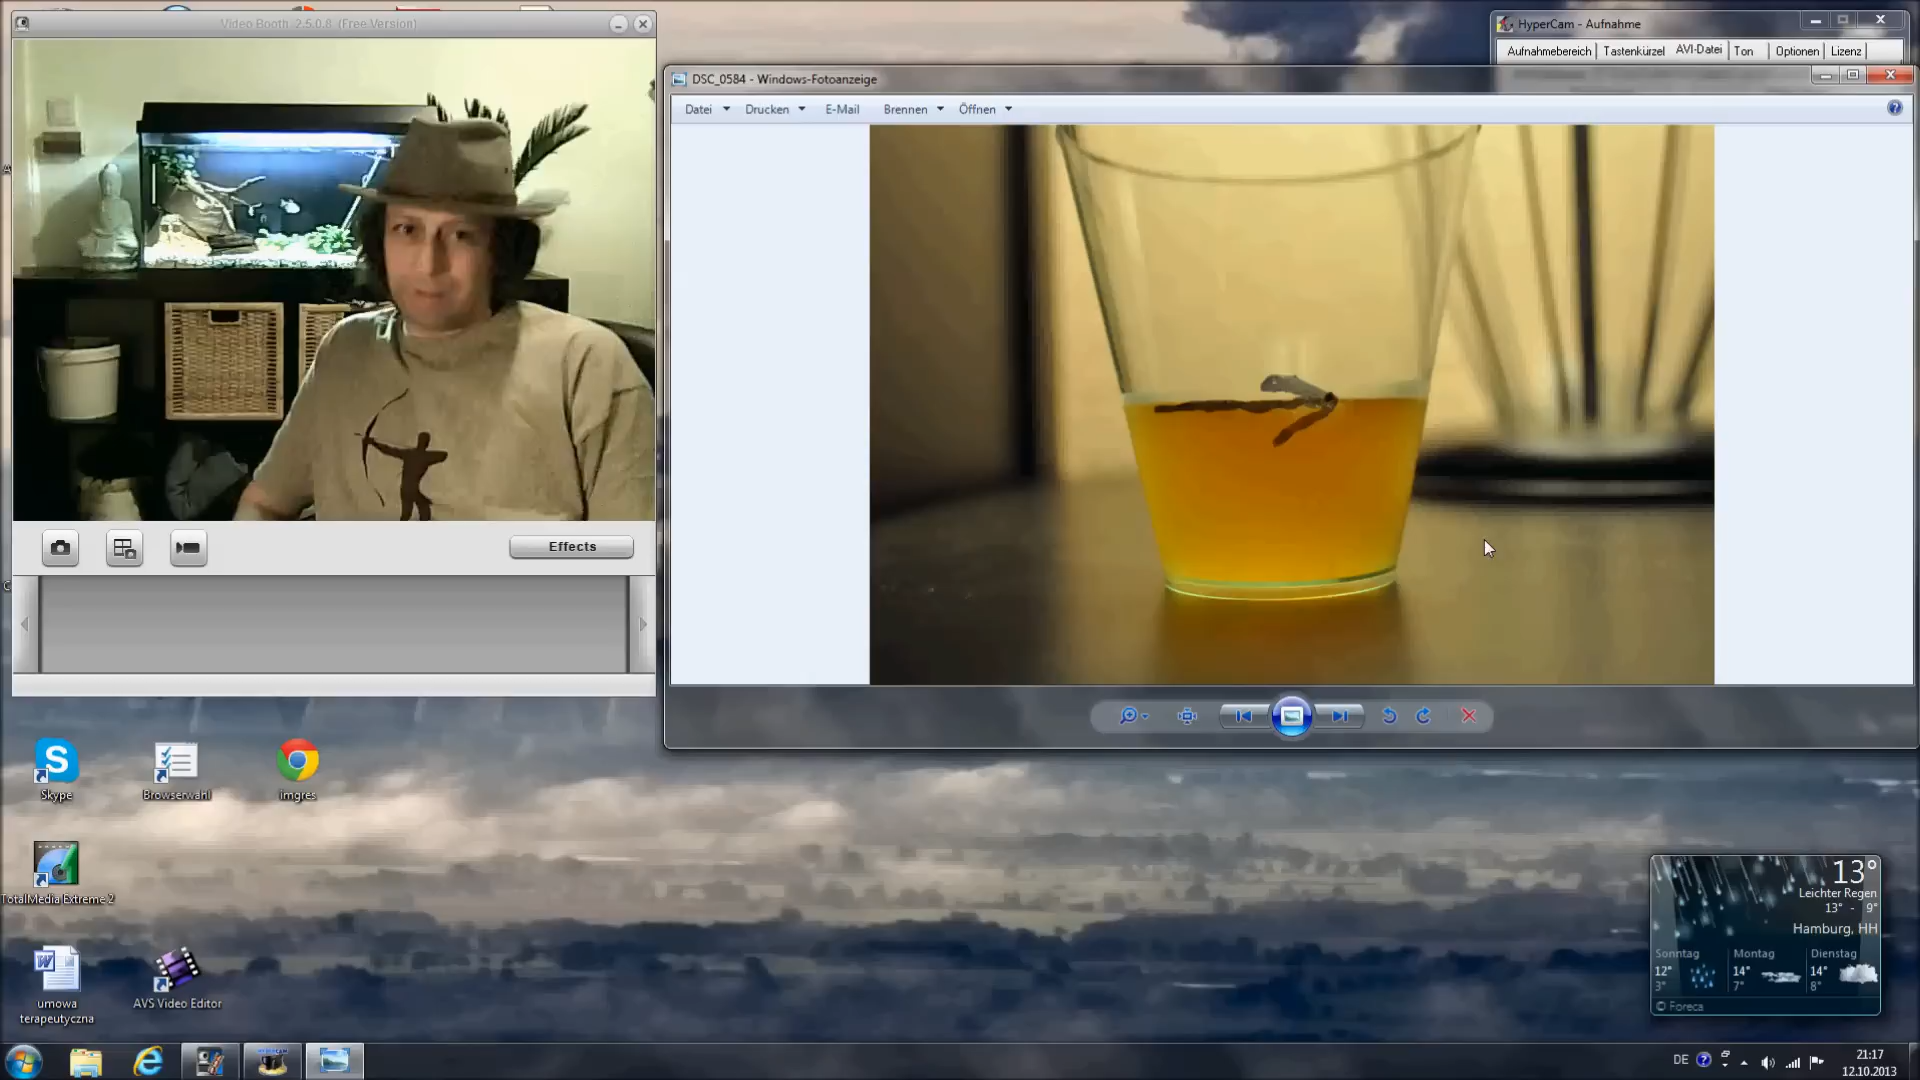 Video Booth 2.5.0.8 (Free Version)
HyperCam - Aufnahme
Aufnahmebereich Tastenkürzel AVI-Datei Ton Optionen Lizenz
DSC_0584 - Windows-Fotoanzeige
Datei Drucken E-Mail Brennen Öffnen
Effects
Skype
Browserwahl
imgres
TotalMedia Extreme 2
umowa
terapeutyczna
AVS Video Editor
13°
Leichter Regen
13° - 9°
Hamburg, HH
Sonntag Montag Dienstag
12° 14° 14°
3° 7° 8°
© Foreca
DE
21:17
12.10.2013